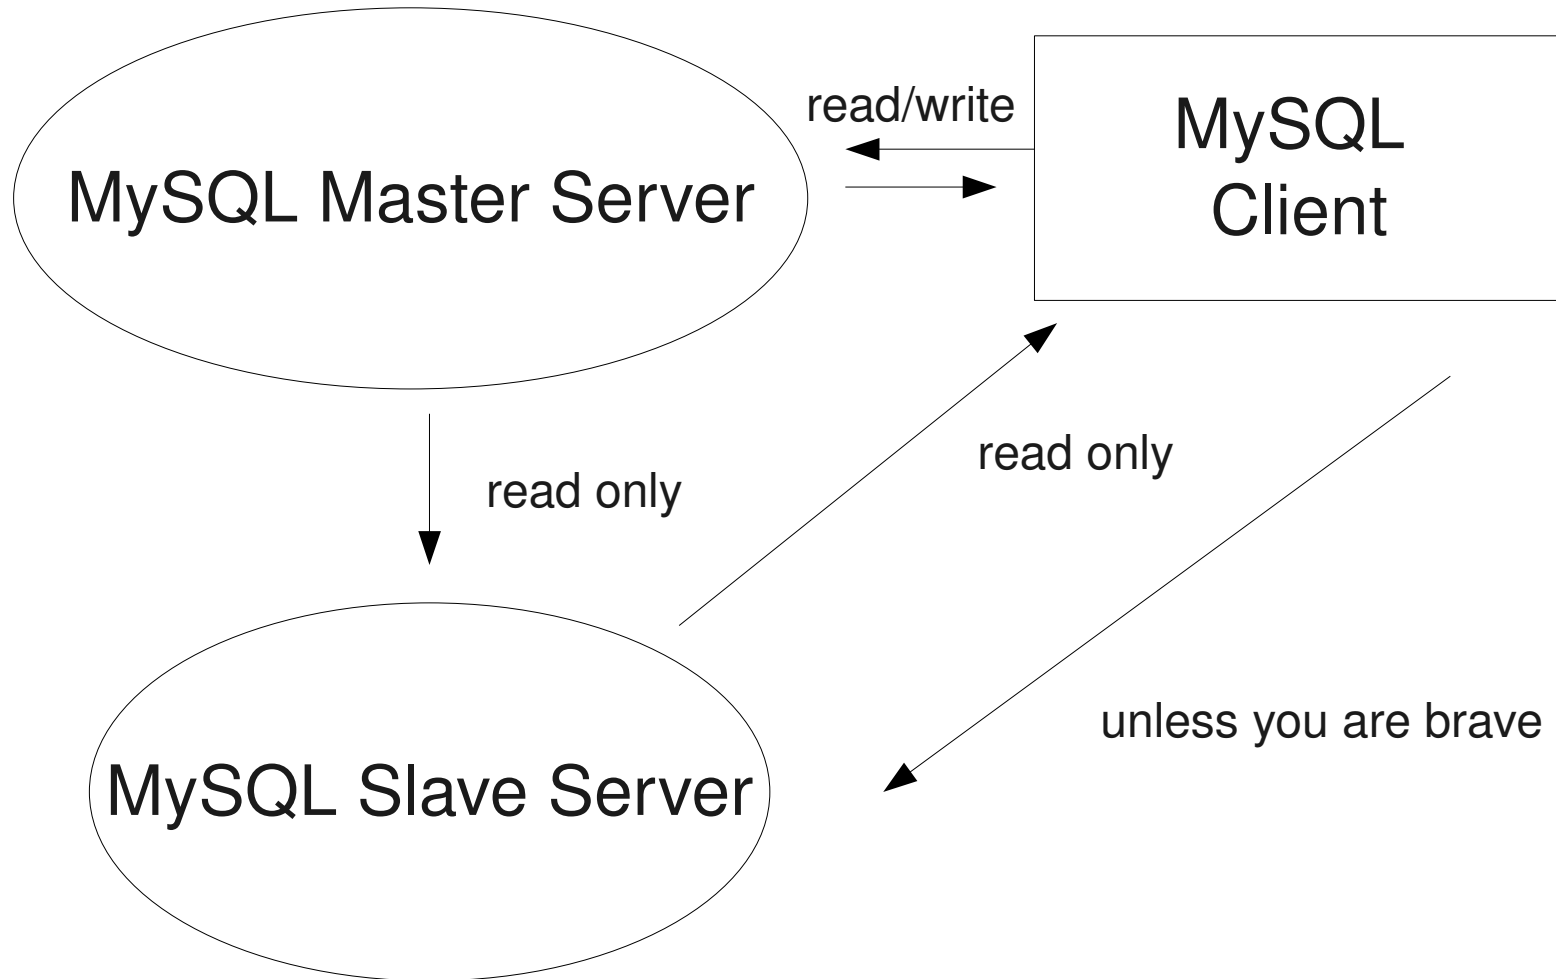 read/write
MySQL
Client
MySQL Master Server
read only
read only
unless you are brave
MySQL Slave Server